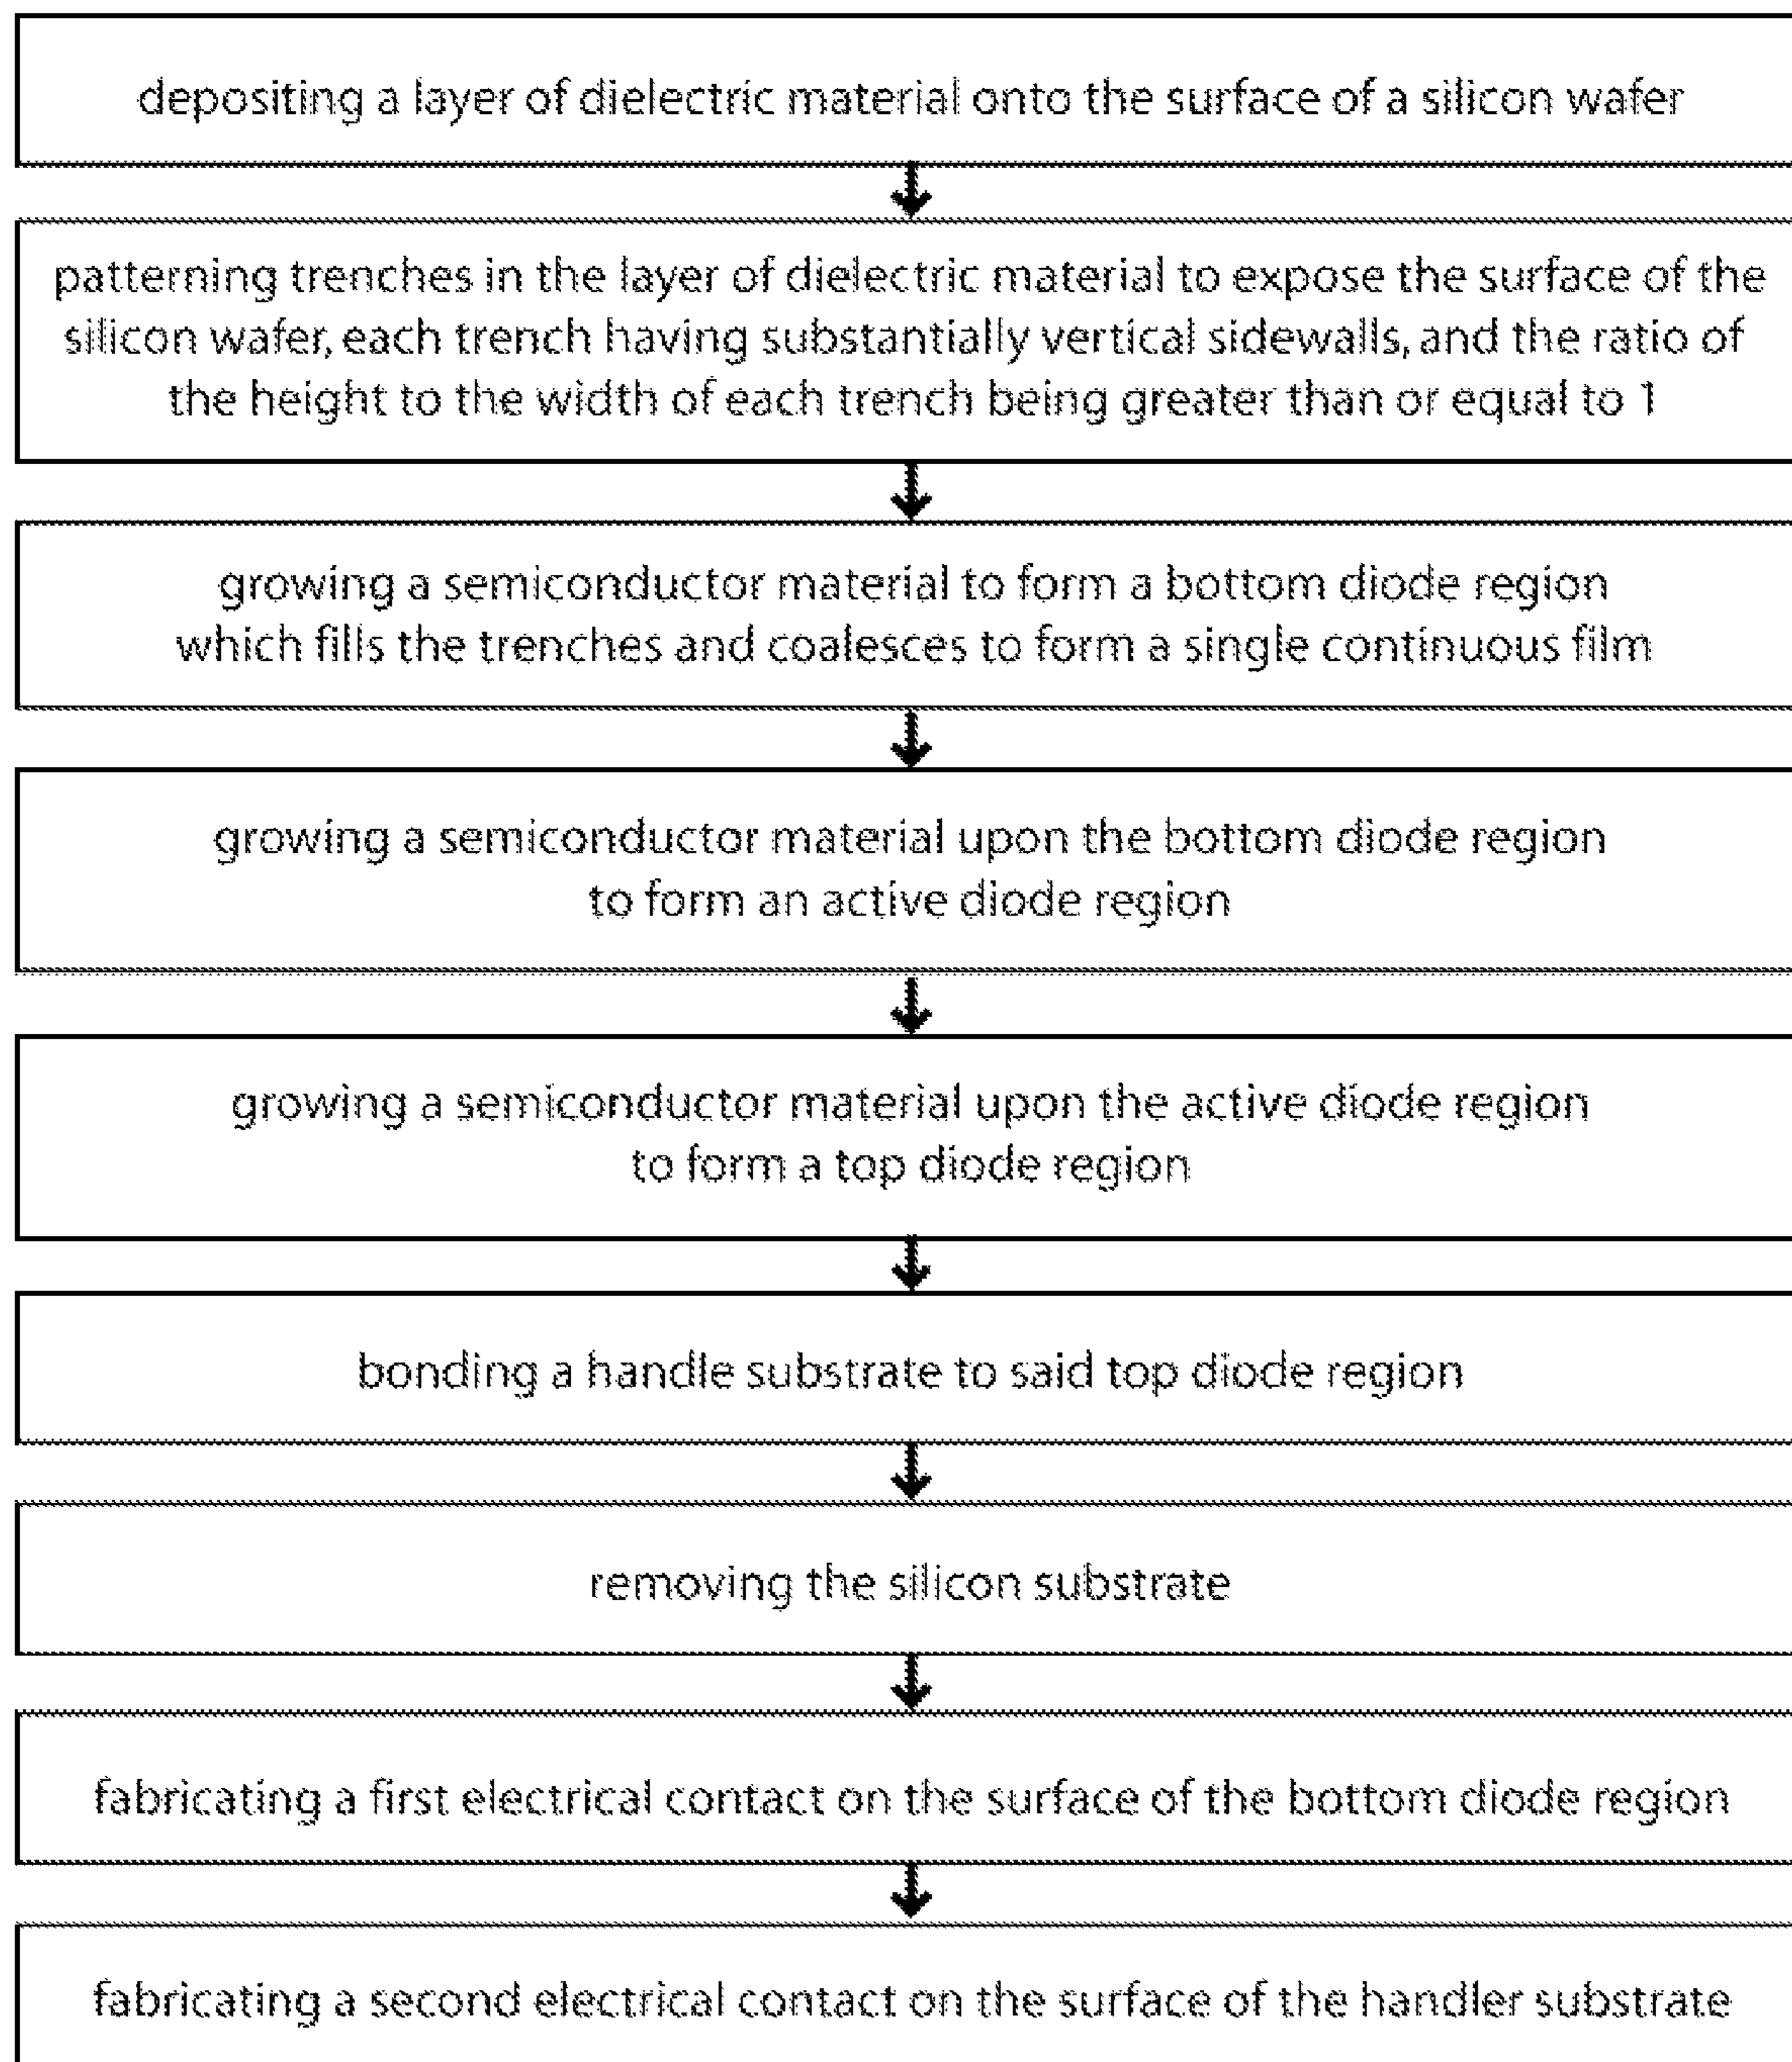 depositing a layer of dielectric material onto the surface of a silicon wafer
patterning trenches in the layer of dielectric material to expose the surface of the
silicon wafer, each trench having substantially vertical sidewalls, and the ratio of
the height to the width of each trench being greater than or equal to 1
growing a semiconductor material to form a bottom diode region
which fills the trenches and coalesces to form a single continuous film
growing a semiconductor material upon the bottom diode region
to form an active diode region
growing a semiconductor material upon the active diode region
to form a top diode region
bonding a handle substrate to said top diode region
removing the silicon substrate
fabricating a first electrical contact on the surface of the bottom diode region
fabricating a second electrical contact on the surface of the handler substrate